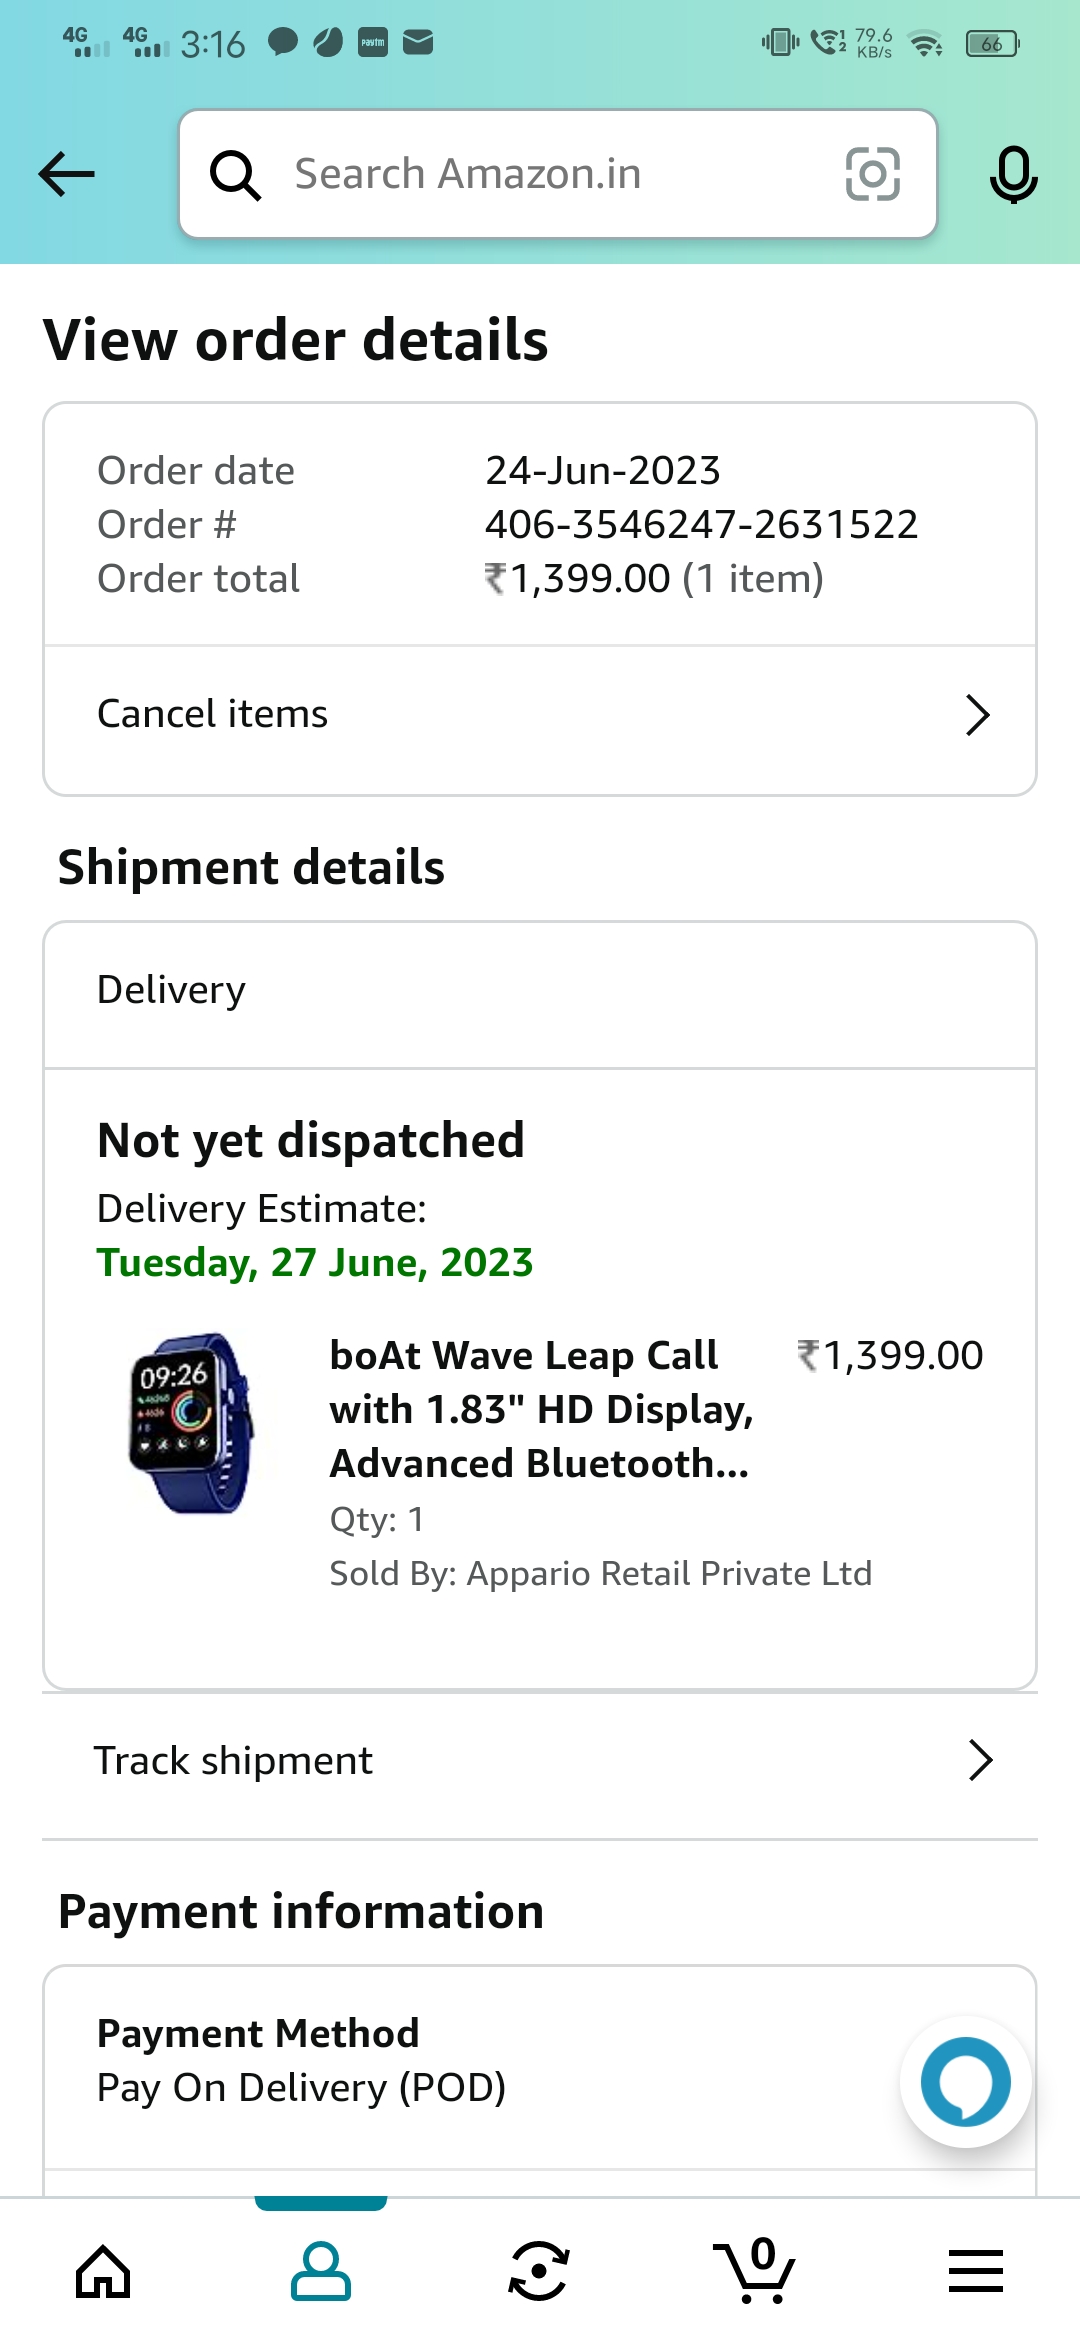 4G 4G 3:16 Paytm 1 2 79.6 KB/s 66
Search Amazon.in
View order details
Order date 24-Jun-2023
Order # 406-3546247-2631522
Order total ₹1,399.00 (1 item)
Cancel items
Shipment details
Delivery
Not yet dispatched
Delivery Estimate:
Tuesday, 27 June, 2023
09:26
boAt Wave Leap Call ₹1,399.00
with 1.83" HD Display,
Advanced Bluetooth...
Qty: 1
Sold By: Appario Retail Private Ltd
Track shipment
Payment information
Payment Method
Pay On Delivery (POD)
0